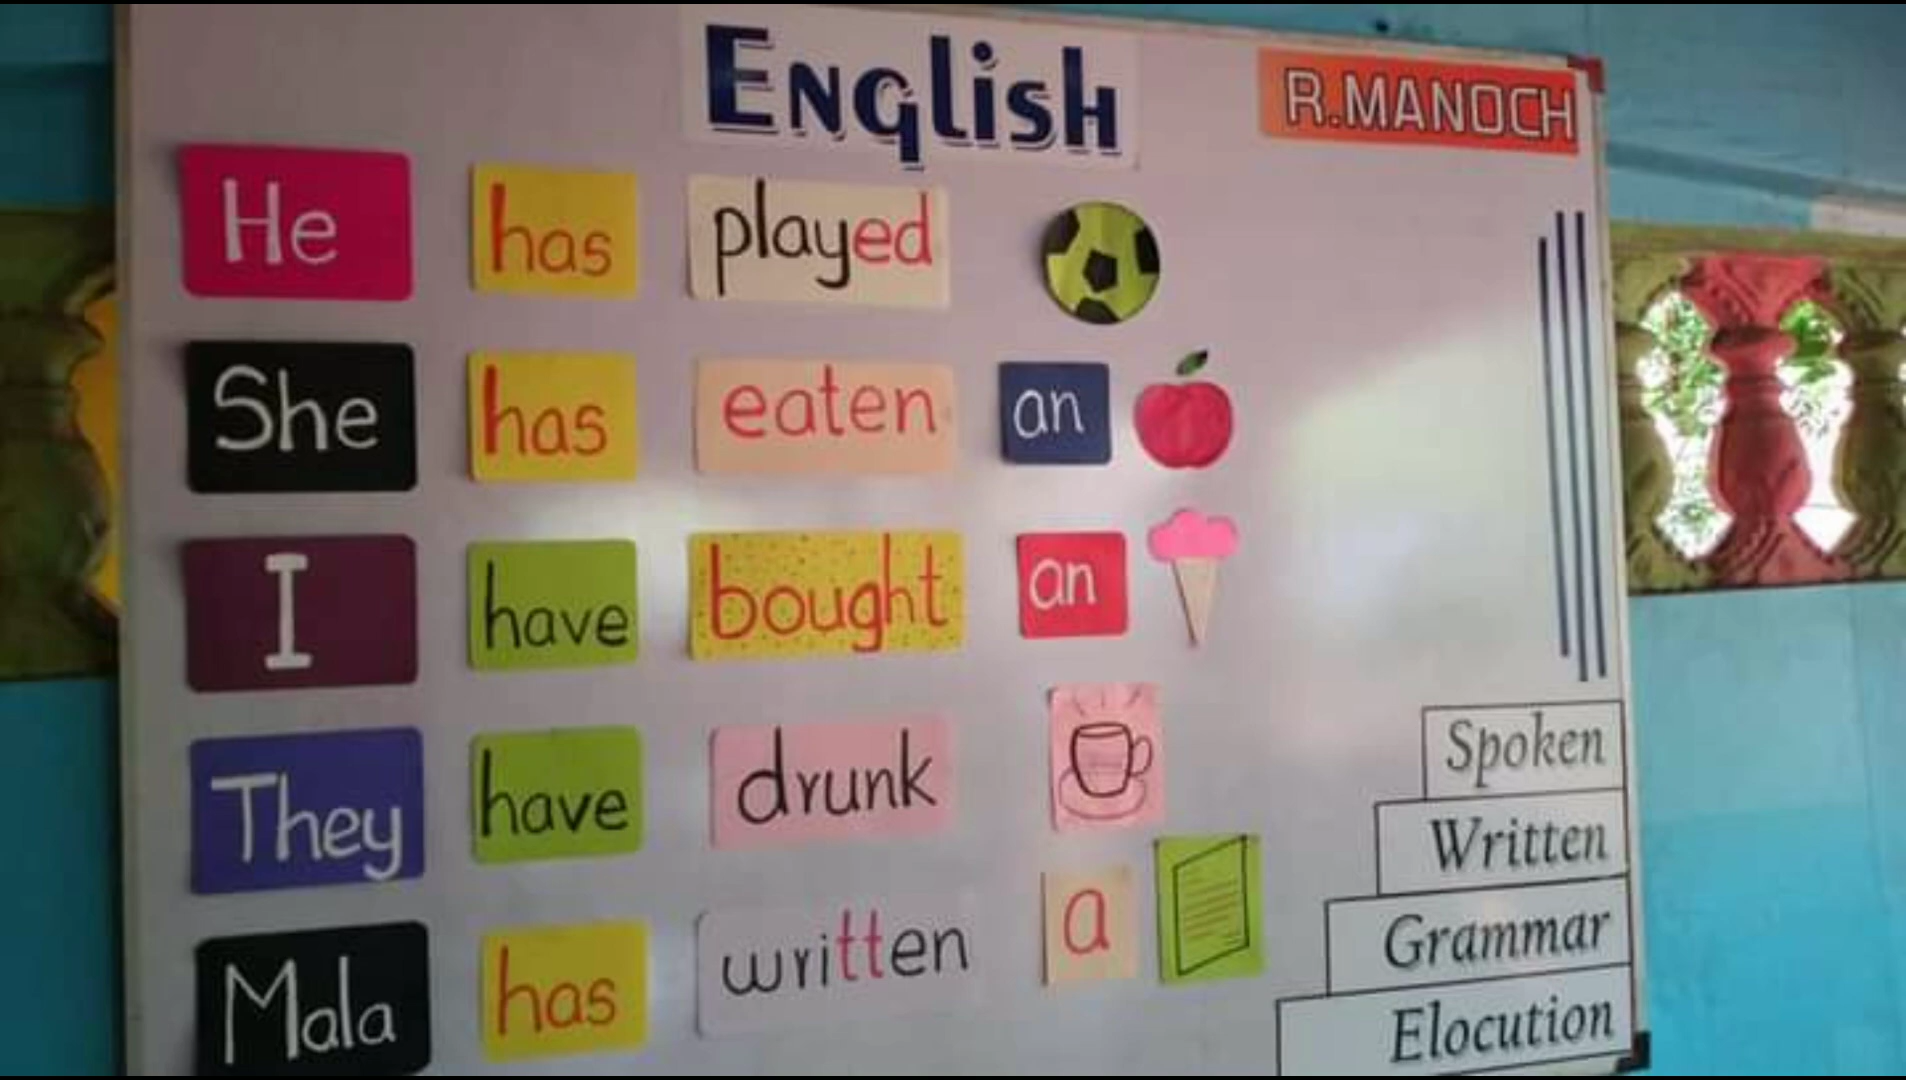 English
R.MANOCH
He has played
She has eaten an
I have bought an
They have drunk
Mala has written a
Spoken
Written
Grammar
Elocution